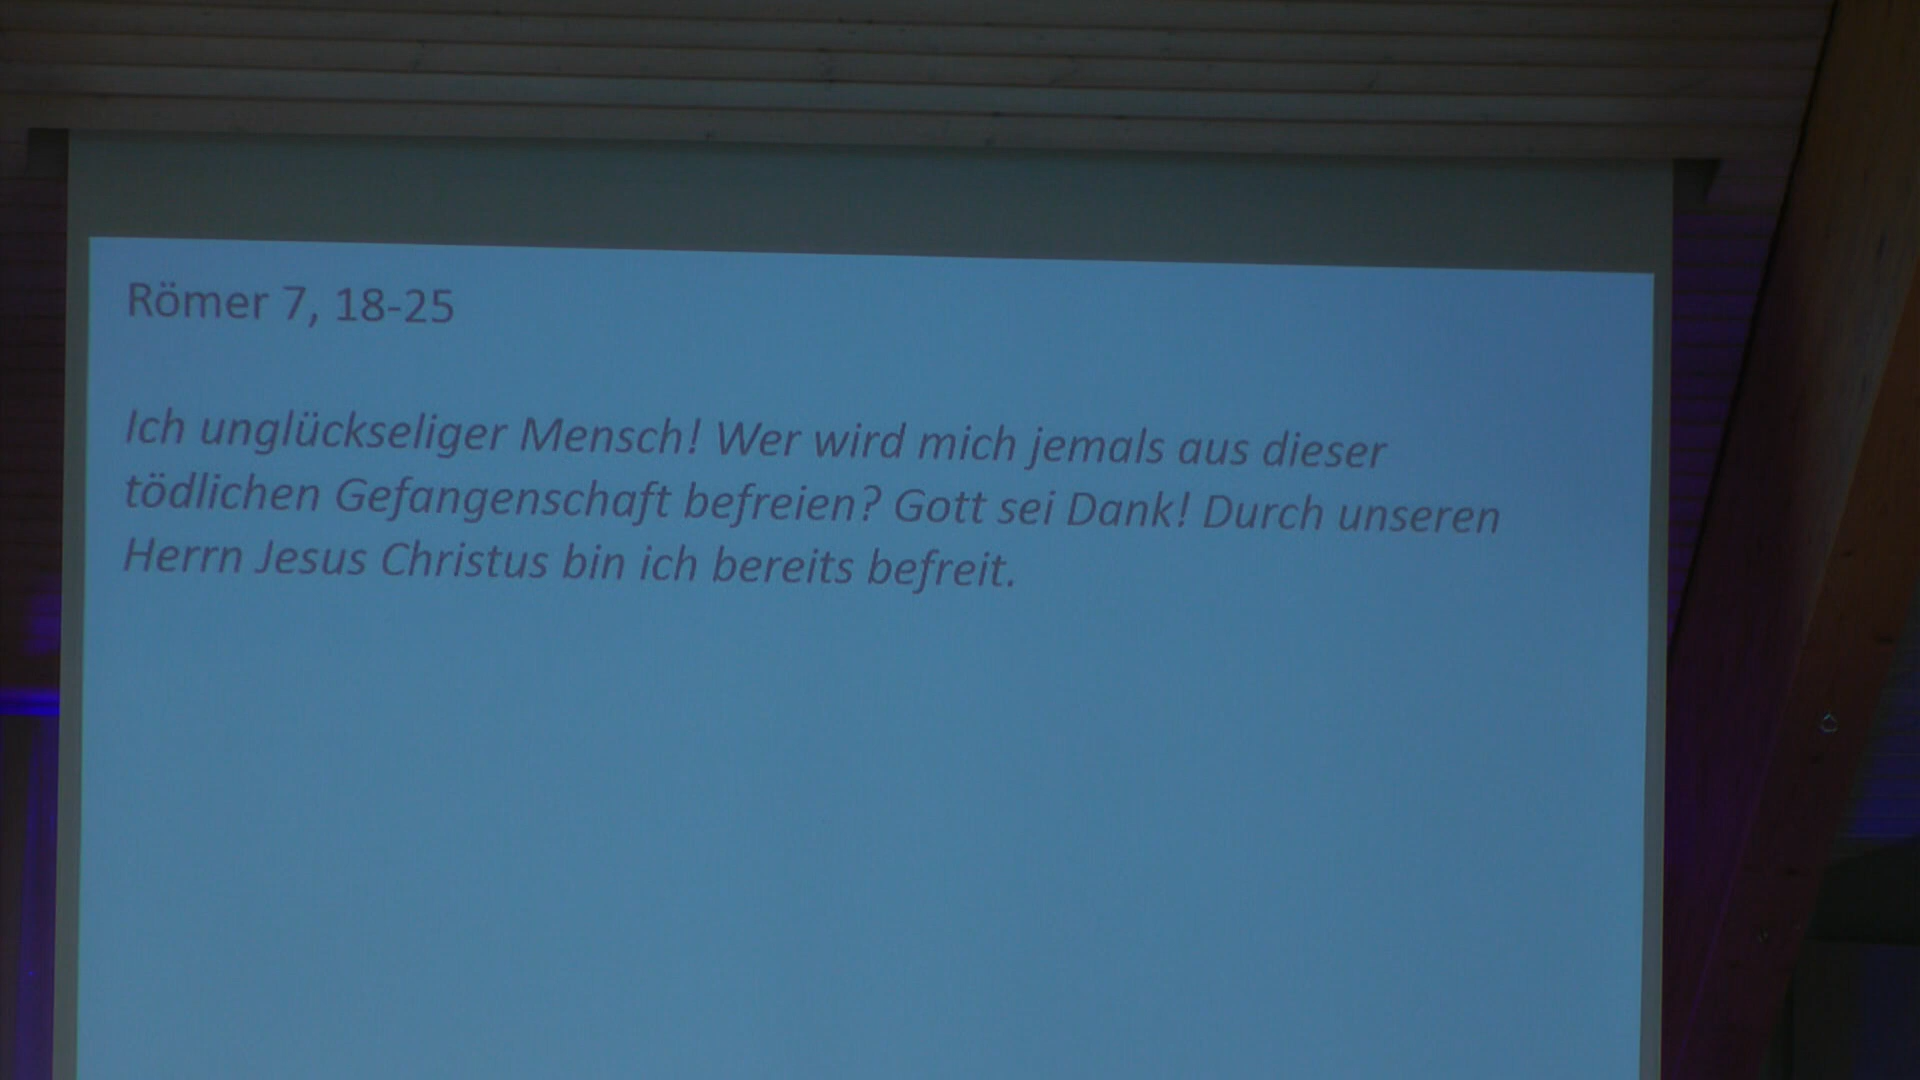 Römer 7, 18-25
Ich unglückseliger Mensch! Wer wird mich jemals aus dieser
tödlichen Gefangenschaft befreien? Gott sei Dank! Durch unseren
Herrn Jesus Christus bin ich bereits befreit.